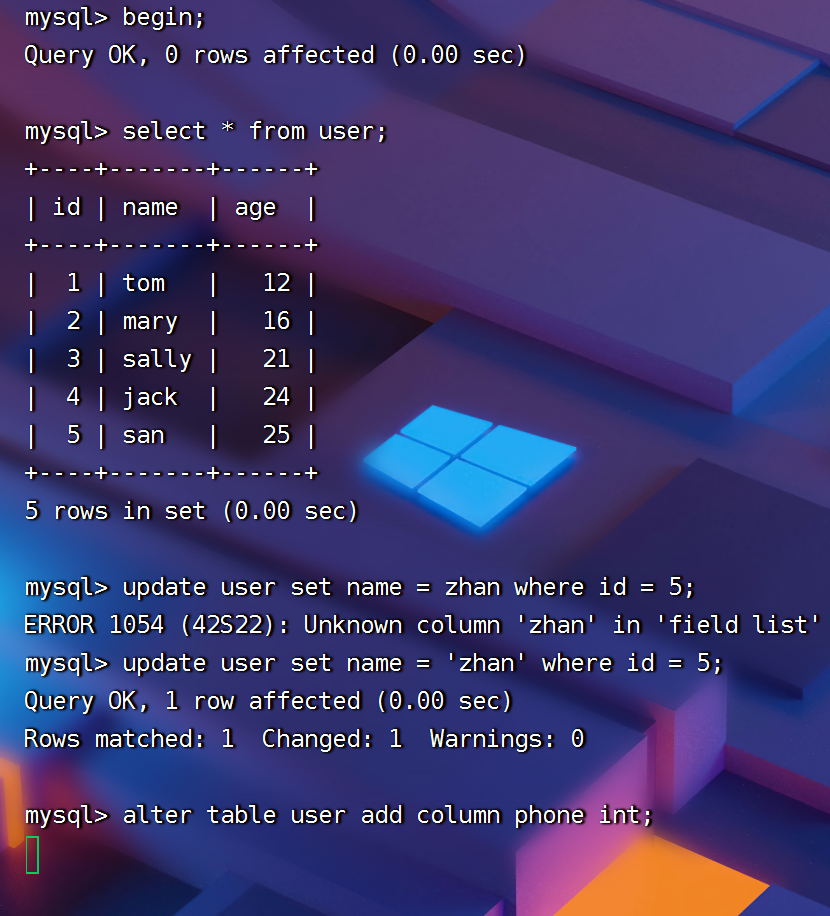 mysql> begin;
Query OK, 0 rows affected (0.00 sec)
mysql> select * from user;
+----+-------+------+
| id | name  | age  |
+----+-------+------+
|  1 | tom   |   12 |
|  2 | mary  |   16 |
|  3 | sally |   21 |
|  4 | jack  |   24 |
|  5 | san   |   25 |
+----+-------+------+
5 rows in set (0.00 sec)
mysql> update user set name = zhan where id = 5;
ERROR 1054 (42S22): Unknown column 'zhan' in 'field list'
mysql> update user set name = 'zhan' where id = 5;
Query OK, 1 row affected (0.00 sec)
Rows matched: 1  Changed: 1  Warnings: 0
mysql> alter table user add column phone int;